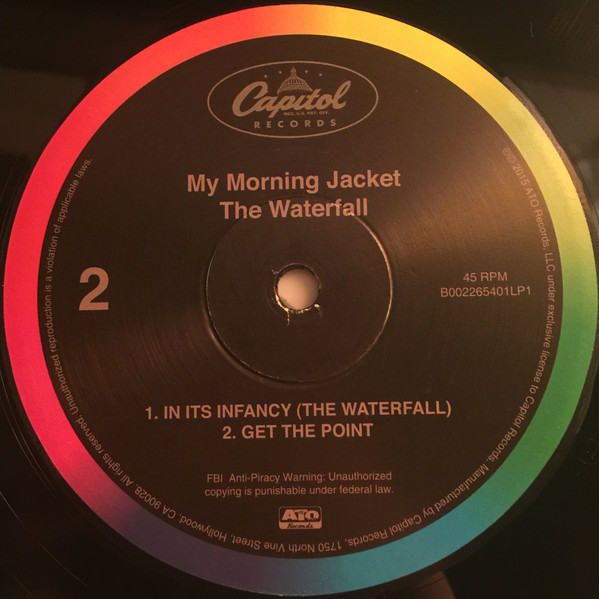 Capitol
REG. U.S. PAT. OFF.
RECORDS
My Morning Jacket
The Waterfall
2
45 RPM
B002265401LP1
1. IN ITS INFANCY (THE WATERFALL)
2. GET THE POINT
FBI Anti-Piracy Warning: Unauthorized
copying is punishable under federal law.
ATO
Records
℗© 2015 ATO Records, LLC under exclusive license to Capitol Records. Manufactured by Capitol Records, 1750 North Vine Street, Hollywood, CA 90028. All rights reserved. Unauthorized reproduction is a violation of applicable laws.